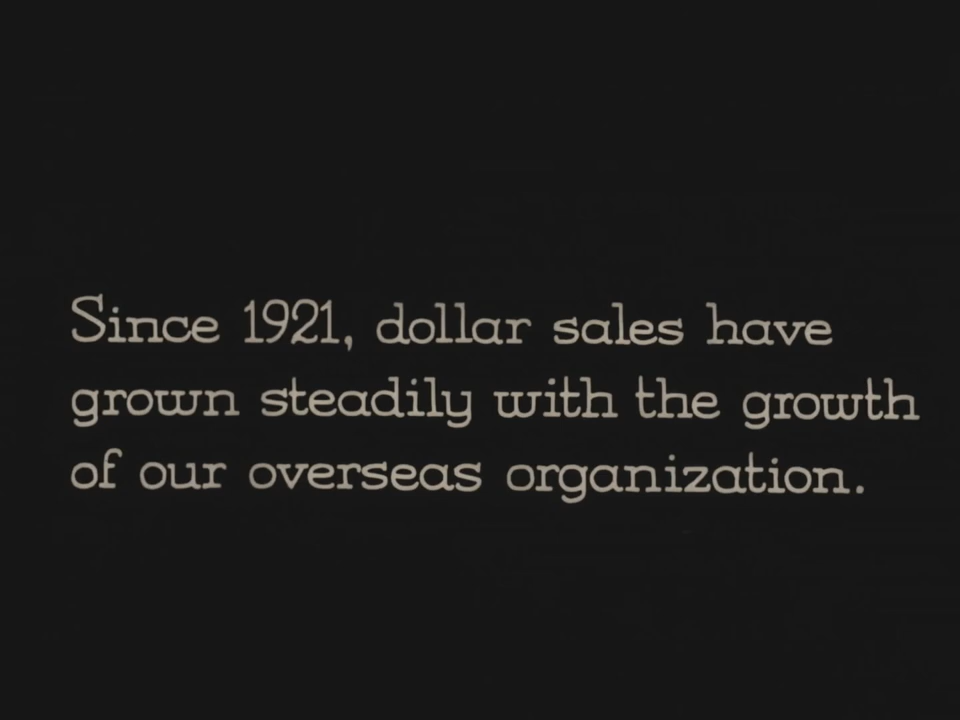 Since 1921, dollar sales have
grown steadily with the growth
of our overseas organization.